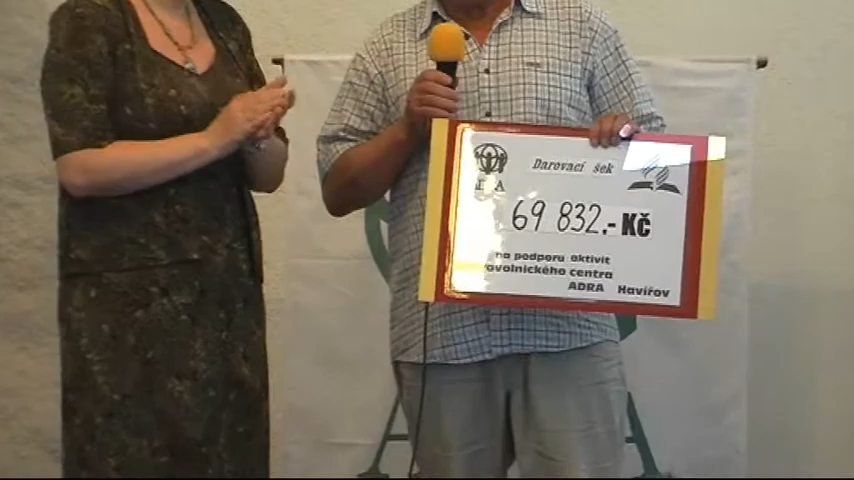 Darovací šek
69 832,- Kč
na podporu aktivit
ADRA Havířov